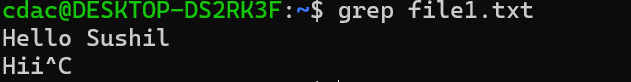 cdac@DESKTOP-DS2RK3F:~$ grep file1.txt
Hello Sushil
Hii^C